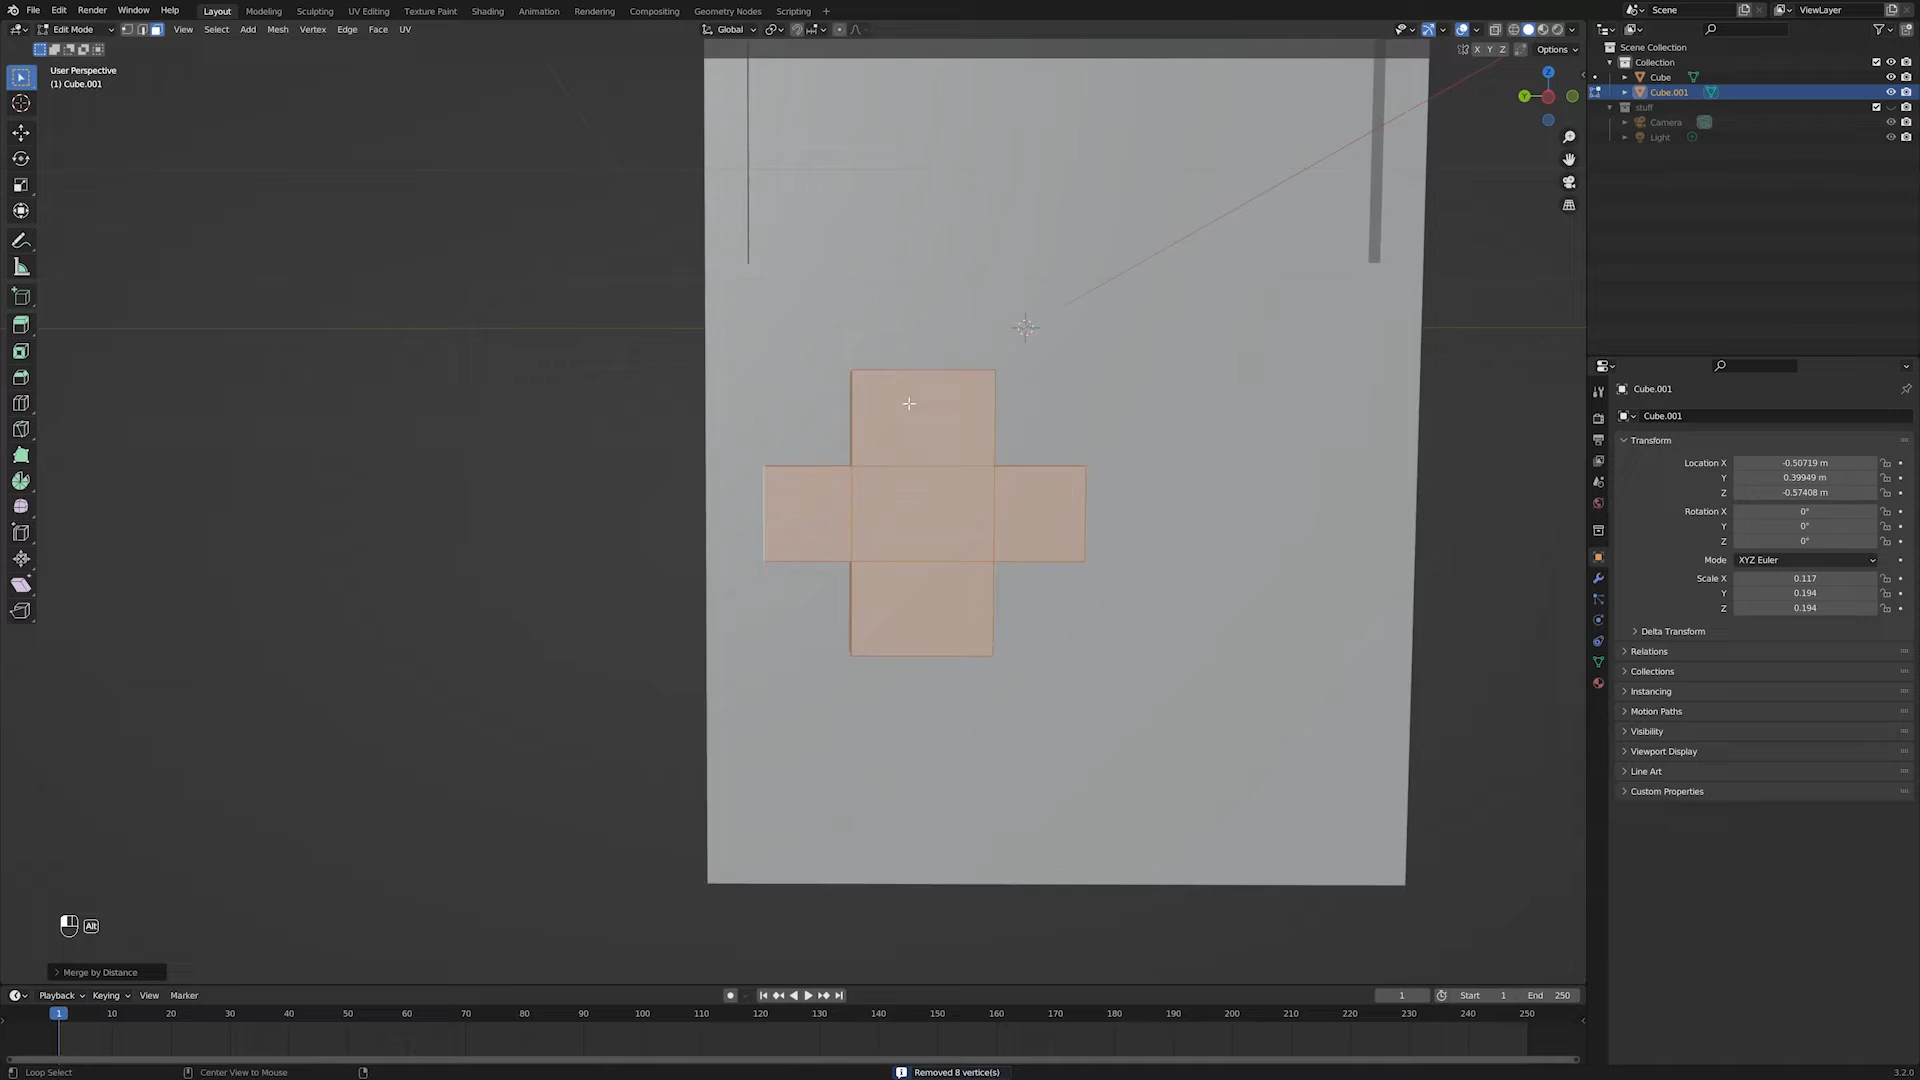 File Edit Render Window Help Layout Modeling Sculpting UV Editing Texture Paint Shading Animation Rendering Compositing Geometry Nodes Scripting + Scene ViewLayer
Edit Mode View Select Add Mesh Vertex Edge Face UV Global
X Y Z Options
User Perspective
(1) Cube.001
Z
Y
Scene Collection
Collection
Cube
Cube.001
stuff
Camera
Light
Cube.001
Cube.001
Transform
Location X -0.50719 m
Y 0.39949 m
Z -0.57408 m
Rotation X 0°
Y 0°
Z 0°
Mode XYZ Euler
Scale X 0.117
Y 0.194
Z 0.194
Delta Transform
Relations
Collections
Instancing
Motion Paths
Visibility
Viewport Display
Line Art
Custom Properties
Alt
Merge by Distance
Playback Keying View Marker 1 Start 1 End 250
1 10 20 30 40 50 60 70 80 90 100 110 120 130 140 150 160 170 180 190 200 210 220 230 240 250
Loop Select Center View to Mouse Removed 8 vertice(s) 3.2.0